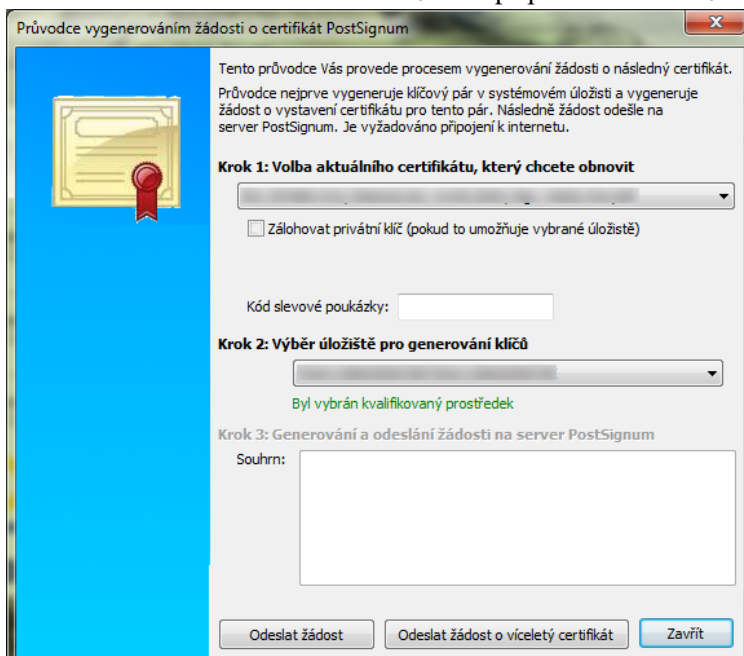 Průvodce vygenerováním žádosti o certifikát PostSignum
Tento průvodce Vás provede procesem vygenerování žádosti o následný certifikát.
Průvodce nejprve vygeneruje klíčový pár v systémovém úložisti a vygeneruje
žádost o vystavení certifikátu pro tento pár. Následně žádost odešle na
server PostSignum. Je vyžadováno připojení k internetu.
Krok 1: Volba aktuálního certifikátu, který chcete obnovit
Zálohovat privátní klíč (pokud to umožňuje vybrané úložistě)
Kód slevové poukázky:
Krok 2: Výběr úložiště pro generování klíčů
Byl vybrán kvalifikovaný prostředek
Krok 3: Generování a odeslání žádosti na server PostSignum
Souhrn:
Odeslat žádost
Odeslat žádost o víceletý certifikát
Zavřít